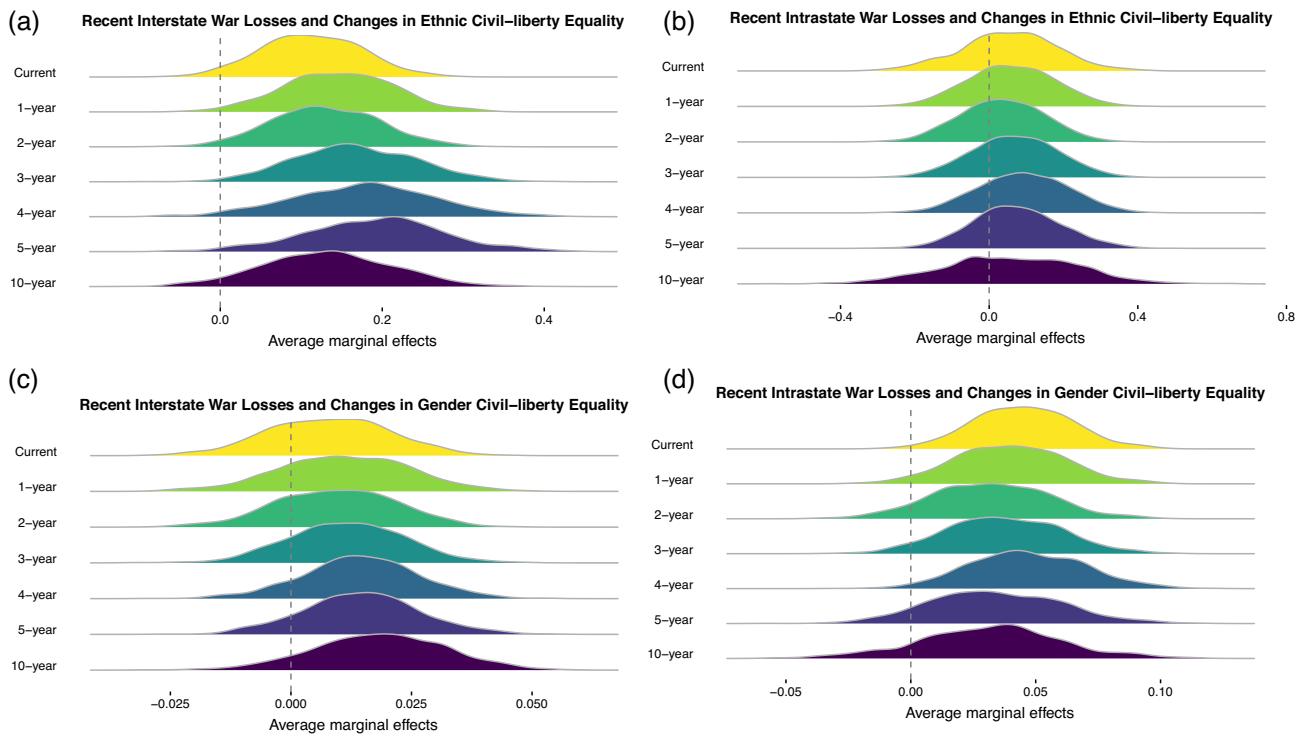 (a)
Recent Interstate War Losses and Changes in Ethnic Civil–liberty Equality
Current
1–year
2–year
3–year
4–year
5–year
10–year
0.0 0.2 0.4
Average marginal effects
(b)
Recent Intrastate War Losses and Changes in Ethnic Civil–liberty Equality
Current
1–year
2–year
3–year
4–year
5–year
10–year
−0.4 0.0 0.4 0.8
Average marginal effects
(c)
Recent Interstate War Losses and Changes in Gender Civil–liberty Equality
Current
1–year
2–year
3–year
4–year
5–year
10–year
−0.025 0.000 0.025 0.050
Average marginal effects
(d)
Recent Intrastate War Losses and Changes in Gender Civil–liberty Equality
Current
1–year
2–year
3–year
4–year
5–year
10–year
−0.05 0.00 0.05 0.10
Average marginal effects